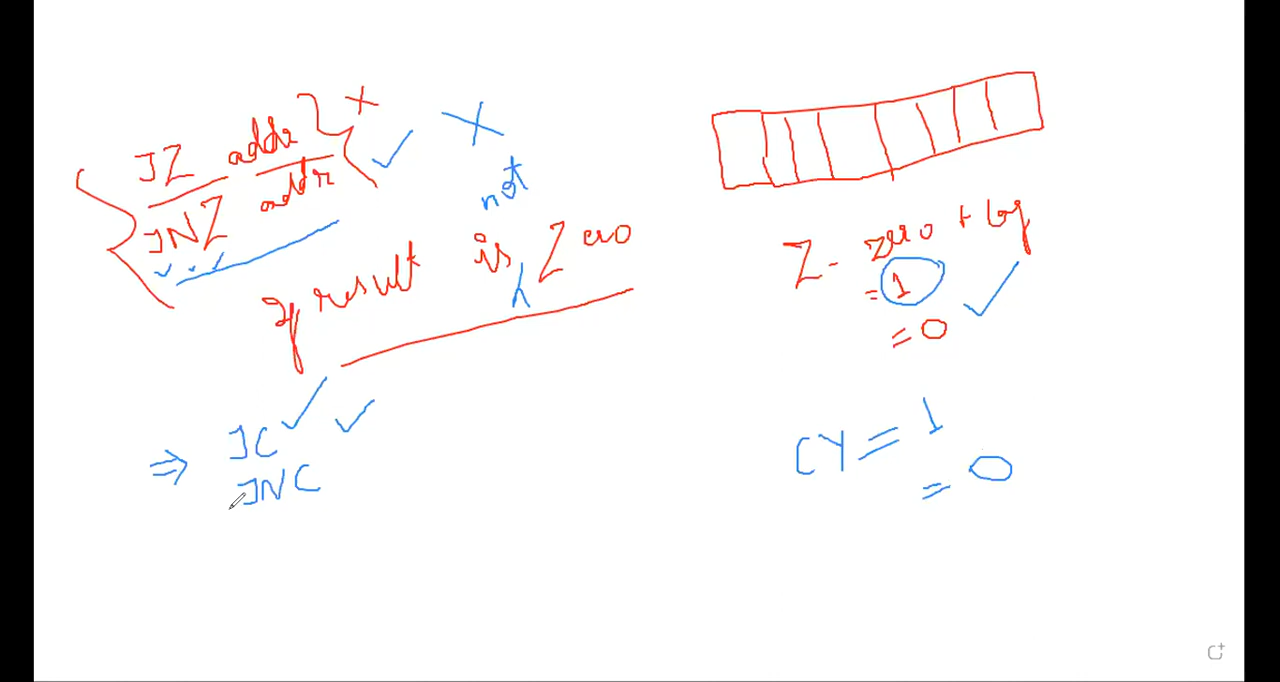 JZ addr
JNZ addr
If result is not Zero
JC
JNC
Z - zero flag
= 1
= 0
CY = 1
= 0